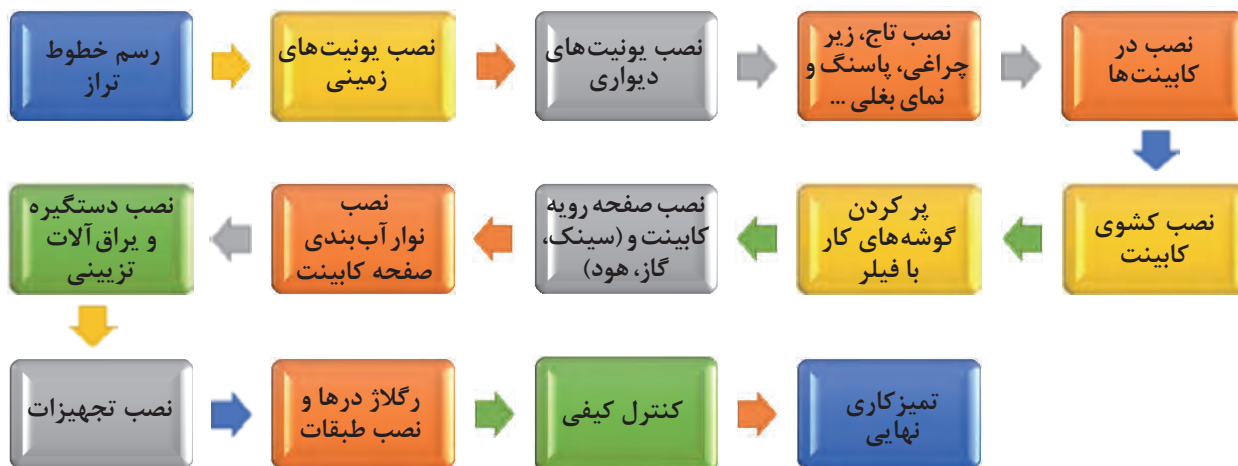 رسم خطوط
تراز
نصب یونیت‌های
زمینی
نصب یونیت‌های
دیواری
نصب تاج، زیر
چراغی، پاسنگ و
نمای بغلی ...
نصب در
کابینت‌ها
نصب کشوی
کابینت
پر کردن
گوشه‌های کار
با فیلر
نصب صفحه رویه
کابینت و (سینک،
گاز، هود)
نصب
نوار آب‌بندی
صفحه کابینت
نصب دستگیره
و یراق‌آلات
تزیینی
نصب تجهیزات
رگلاژ درها و
نصب طبقات
کنترل کیفی
تمیزکاری
نهایی